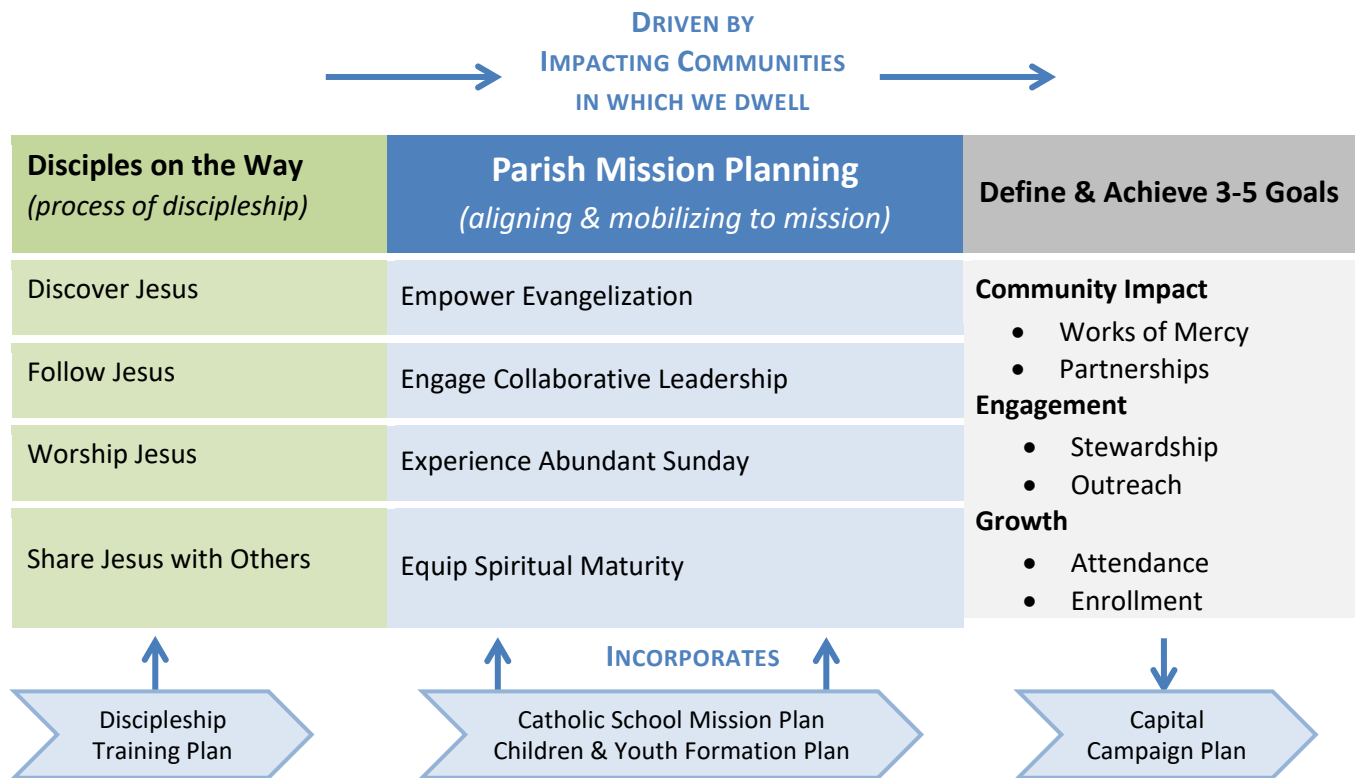 DRIVEN BY
IMPACTING COMMUNITIES
IN WHICH WE DWELL
Disciples on the Way
(process of discipleship)
Parish Mission Planning
(aligning & mobilizing to mission)
Define & Achieve 3-5 Goals
Discover Jesus
Empower Evangelization
Follow Jesus
Engage Collaborative Leadership
Worship Jesus
Experience Abundant Sunday
Share Jesus with Others
Equip Spiritual Maturity
Community Impact
• Works of Mercy
• Partnerships
Engagement
• Stewardship
• Outreach
Growth
• Attendance
• Enrollment
INCORPORATES
Discipleship
Training Plan
Catholic School Mission Plan
Children & Youth Formation Plan
Capital
Campaign Plan